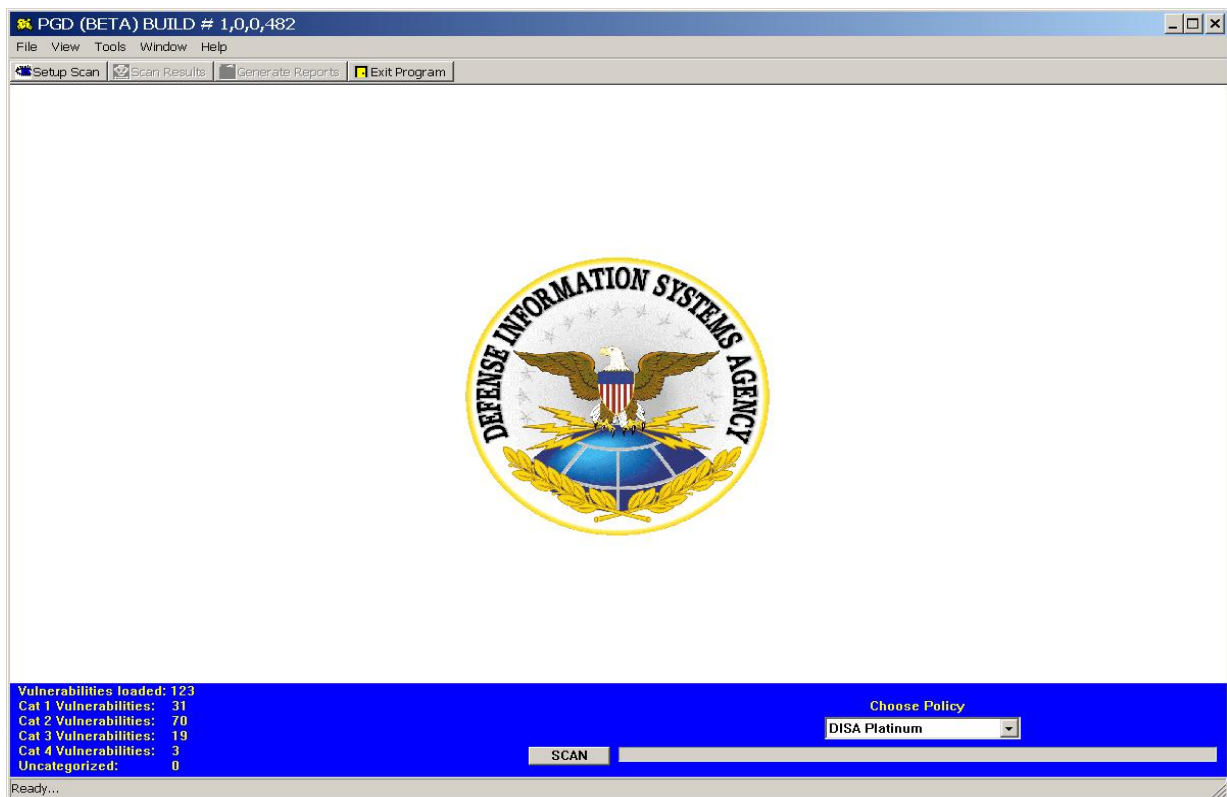 PGD (BETA) BUILD # 1,0,0,482
File View Tools Window Help
Setup Scan Scan Results Generate Reports Exit Program
DEFENSE INFORMATION SYSTEMS AGENCY
Vulnerabilities loaded: 123
Cat 1 Vulnerabilities: 31
Cat 2 Vulnerabilities: 70
Cat 3 Vulnerabilities: 19
Cat 4 Vulnerabilities: 3
Uncategorized: 0
Choose Policy
DISA Platinum
SCAN
Ready...